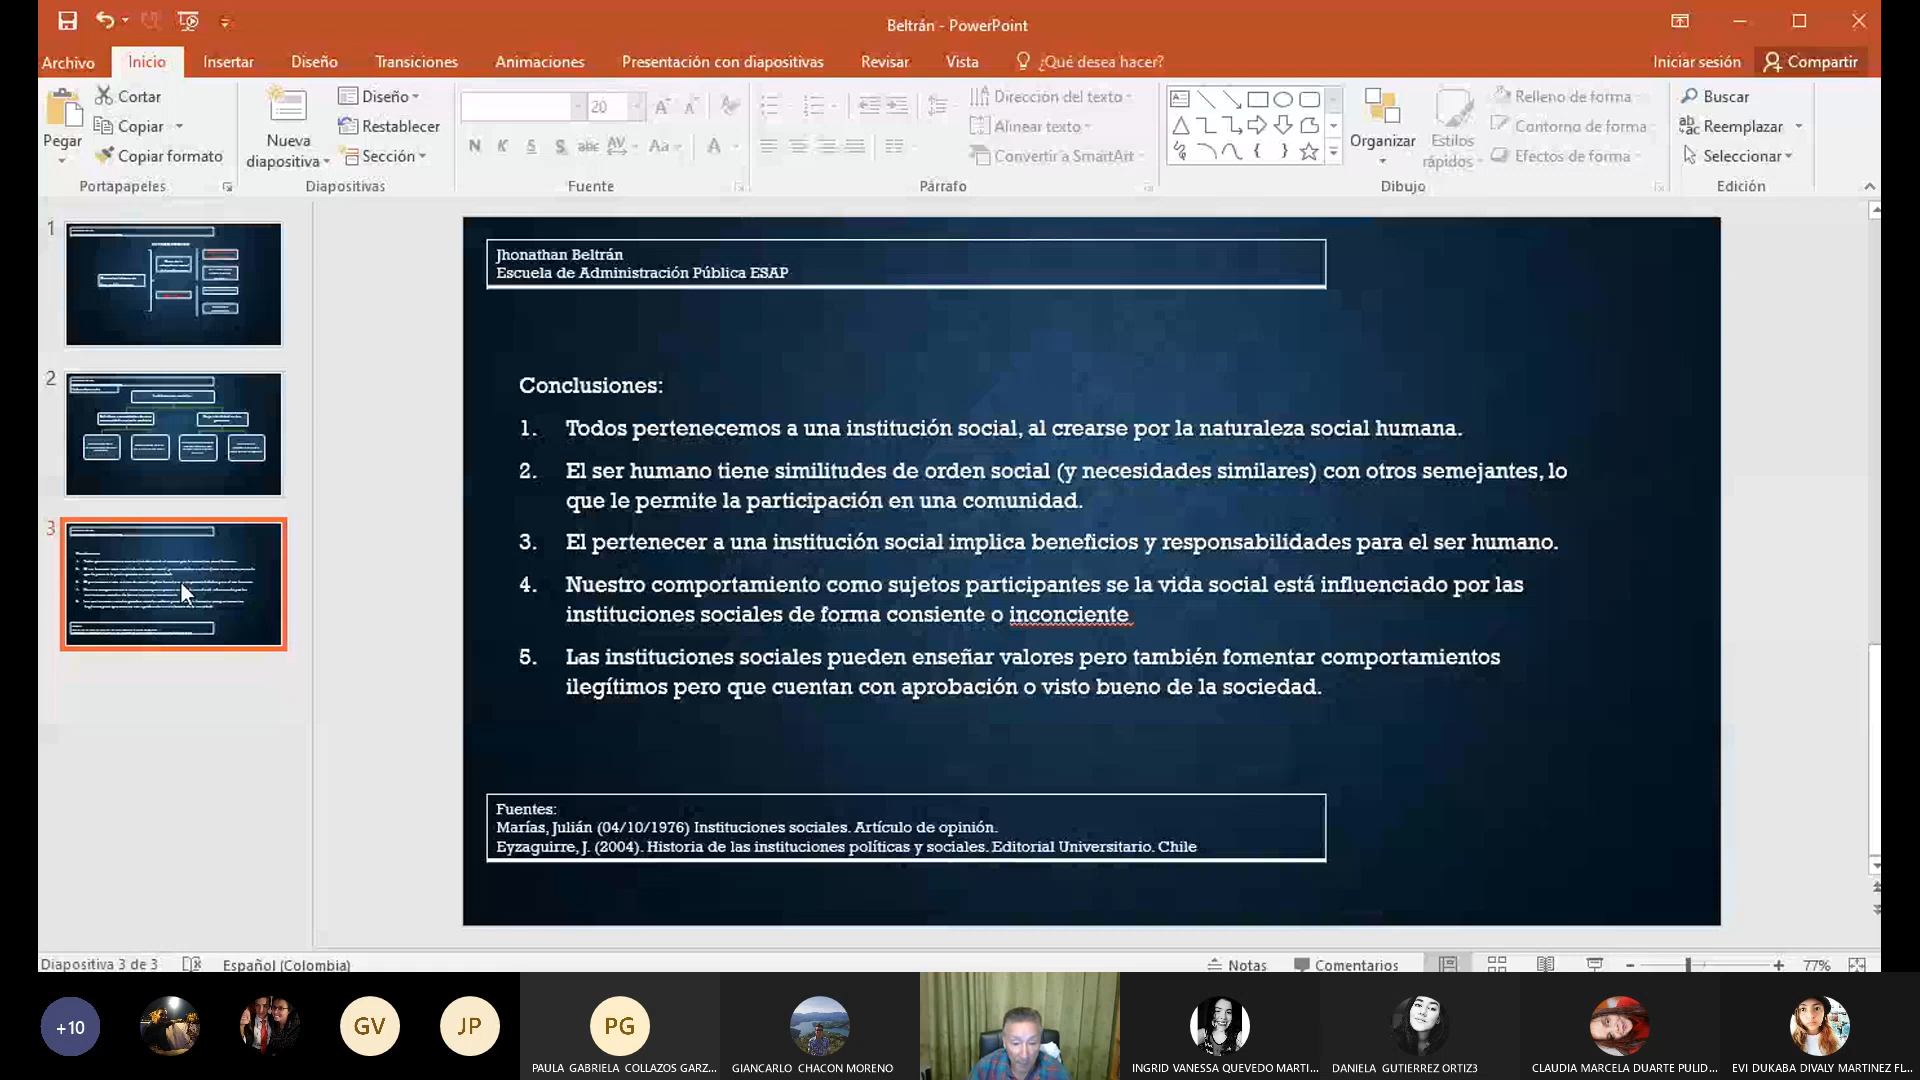 Beltrán - PowerPoint
Archivo
Inicio
Insertar
Diseño
Transiciones
Animaciones
Presentación con diapositivas
Revisar
Vista
¿Qué desea hacer?
Iniciar sesión
Compartir
Pegar
Cortar
Copiar
Copiar formato
Portapapeles
Nueva diapositiva
Diseño
Restablecer
Sección
Diapositivas
20
N K S S abc AV Aa A
Fuente
Dirección del texto
Alinear texto
Convertir a SmartArt
Párrafo
Organizar
Estilos rápidos
Relleno de forma
Contorno de forma
Efectos de forma
Dibujo
Buscar
Reemplazar
Seleccionar
Edición
1
2
3
Jhonathan Beltrán
Escuela de Administración Pública ESAP
Conclusiones:
1. Todos pertenecemos a una institución social, al crearse por la naturaleza social humana.
2. El ser humano tiene similitudes de orden social (y necesidades similares) con otros semejantes, lo
que le permite la participación en una comunidad.
3. El pertenecer a una institución social implica beneficios y responsabilidades para el ser humano.
4. Nuestro comportamiento como sujetos participantes se la vida social está influenciado por las
instituciones sociales de forma consiente o inconciente
5. Las instituciones sociales pueden enseñar valores pero también fomentar comportamientos
ilegítimos pero que cuentan con aprobación o visto bueno de la sociedad.
Fuentes:
Marías, Julián (04/10/1976) Instituciones sociales. Artículo de opinión.
Eyzaguirre, J. (2004). Historia de las instituciones políticas y sociales. Editorial Universitario. Chile
Diapositiva 3 de 3
Español (Colombia)
Notas
Comentarios
77%
+10
GV
JP
PG
PAULA GABRIELA COLLAZOS GARZ...
GIANCARLO CHACON MORENO
INGRID VANESSA QUEVEDO MARTI...
DANIELA GUTIERREZ ORTIZ3
CLAUDIA MARCELA DUARTE PULID...
EVI DUKABA DIVALY MARTINEZ FL...